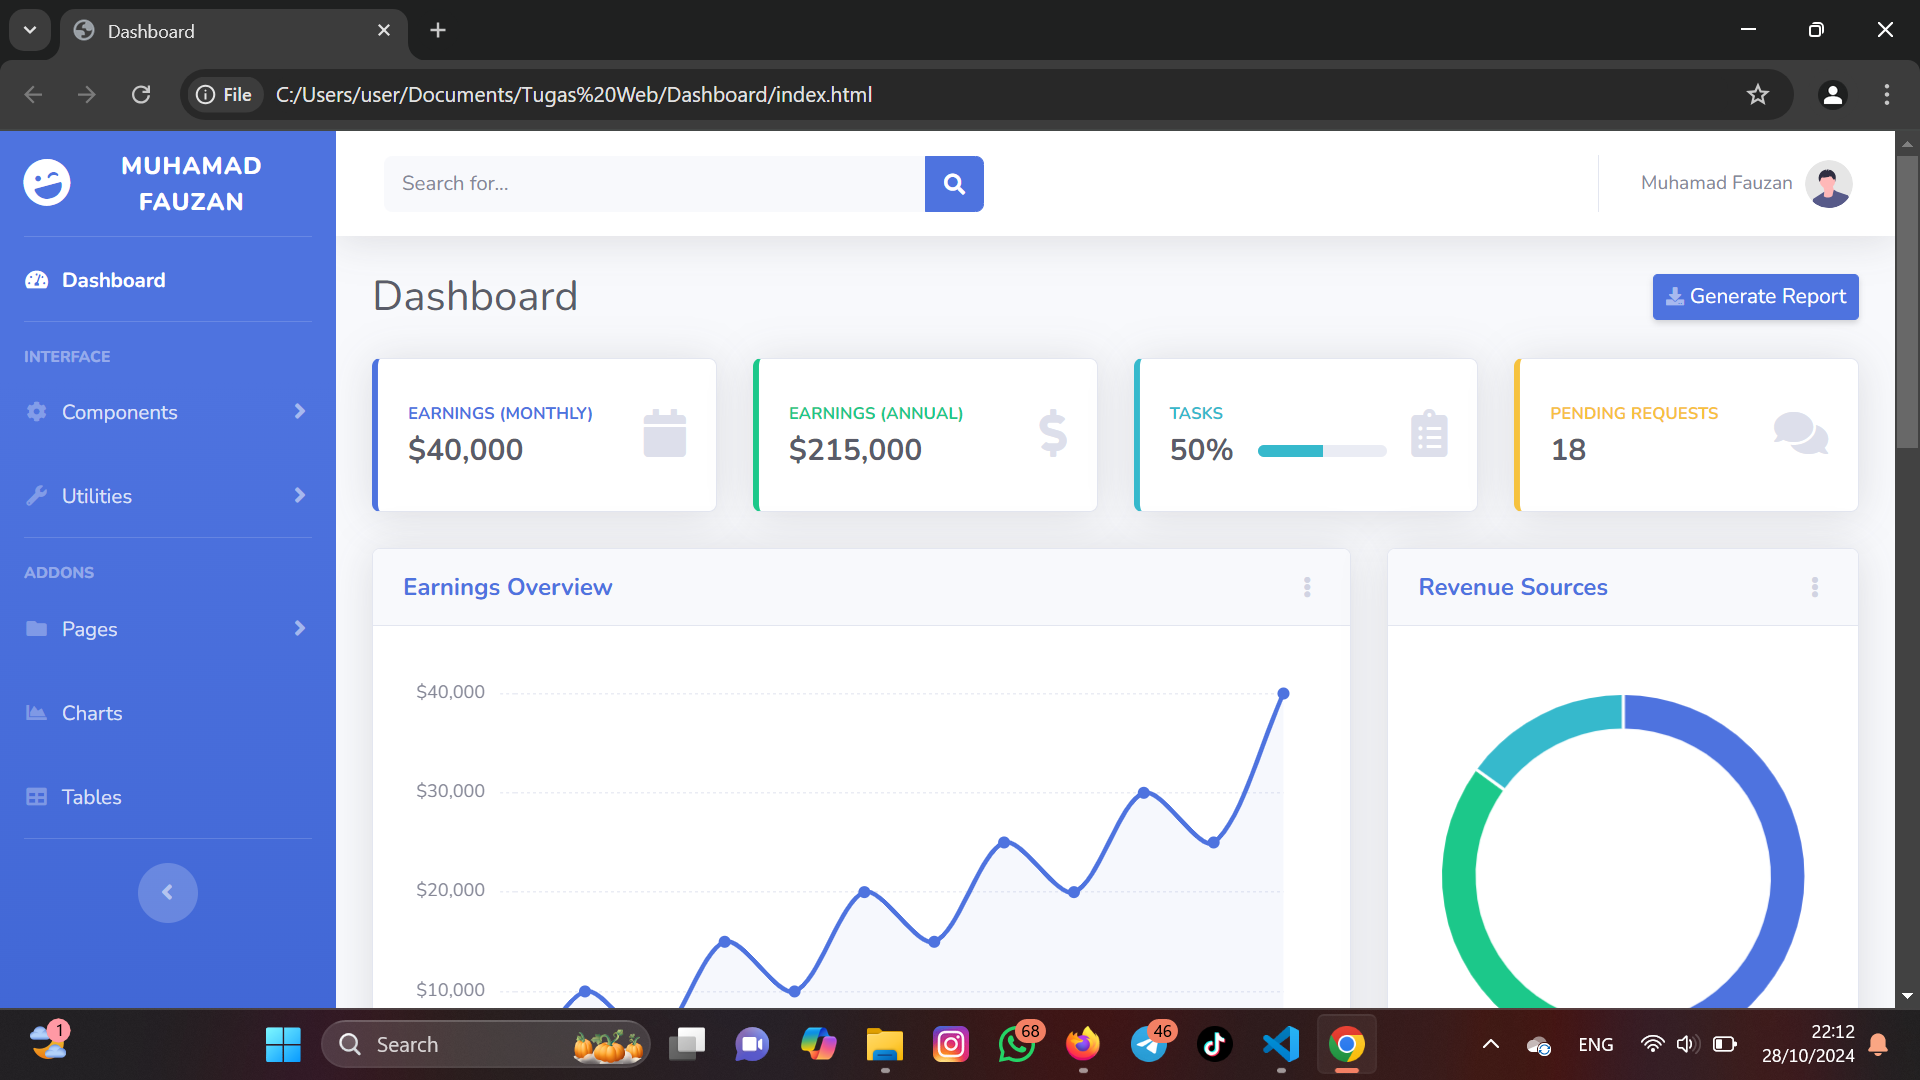 Dashboard
File
C:/Users/user/Documents/Tugas%20Web/Dashboard/index.html
MUHAMAD
FAUZAN
Search for...
Muhamad Fauzan
Dashboard
INTERFACE
Components
Utilities
ADDONS
Pages
Charts
Tables
Dashboard
Generate Report
EARNINGS (MONTHLY)
$40,000
EARNINGS (ANNUAL)
$215,000
TASKS
50%
PENDING REQUESTS
18
Earnings Overview
$40,000
$30,000
$20,000
$10,000
Revenue Sources
1
Search
68
46
ENG
22:12
28/10/2024